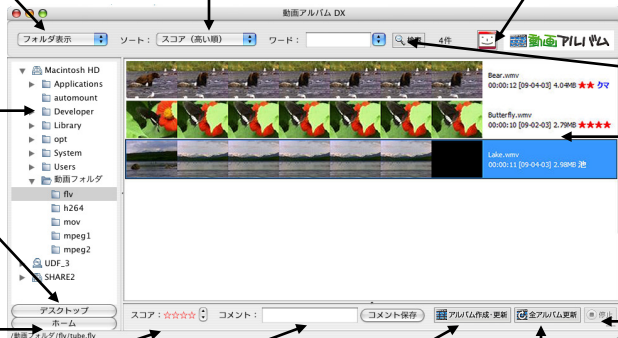 動画アルバム DX
フォルダ表示
ソート： スコア（高い順）
ワード：
検索
4件
動画アルバム
Macintosh HD
Applications
automount
Developer
Library
opt
System
Users
動画フォルダ
flv
h264
mov
mpeg1
mpeg2
UDF_3
SHARE2
デスクトップ
ホーム
/動画フォルダ/flv/tube.flv
Bear.wmv
00:00:12 [09-04-03] 4.04MB ★★ クマ
Butterfly.wmv
00:00:10 [09-02-03] 2.79MB ★★★★
Lake.wmv
00:00:11 [09-04-03] 2.98MB 池
スコア：☆☆☆☆
コメント：
コメント保存
アルバム作成・更新
全アルバム更新
停止